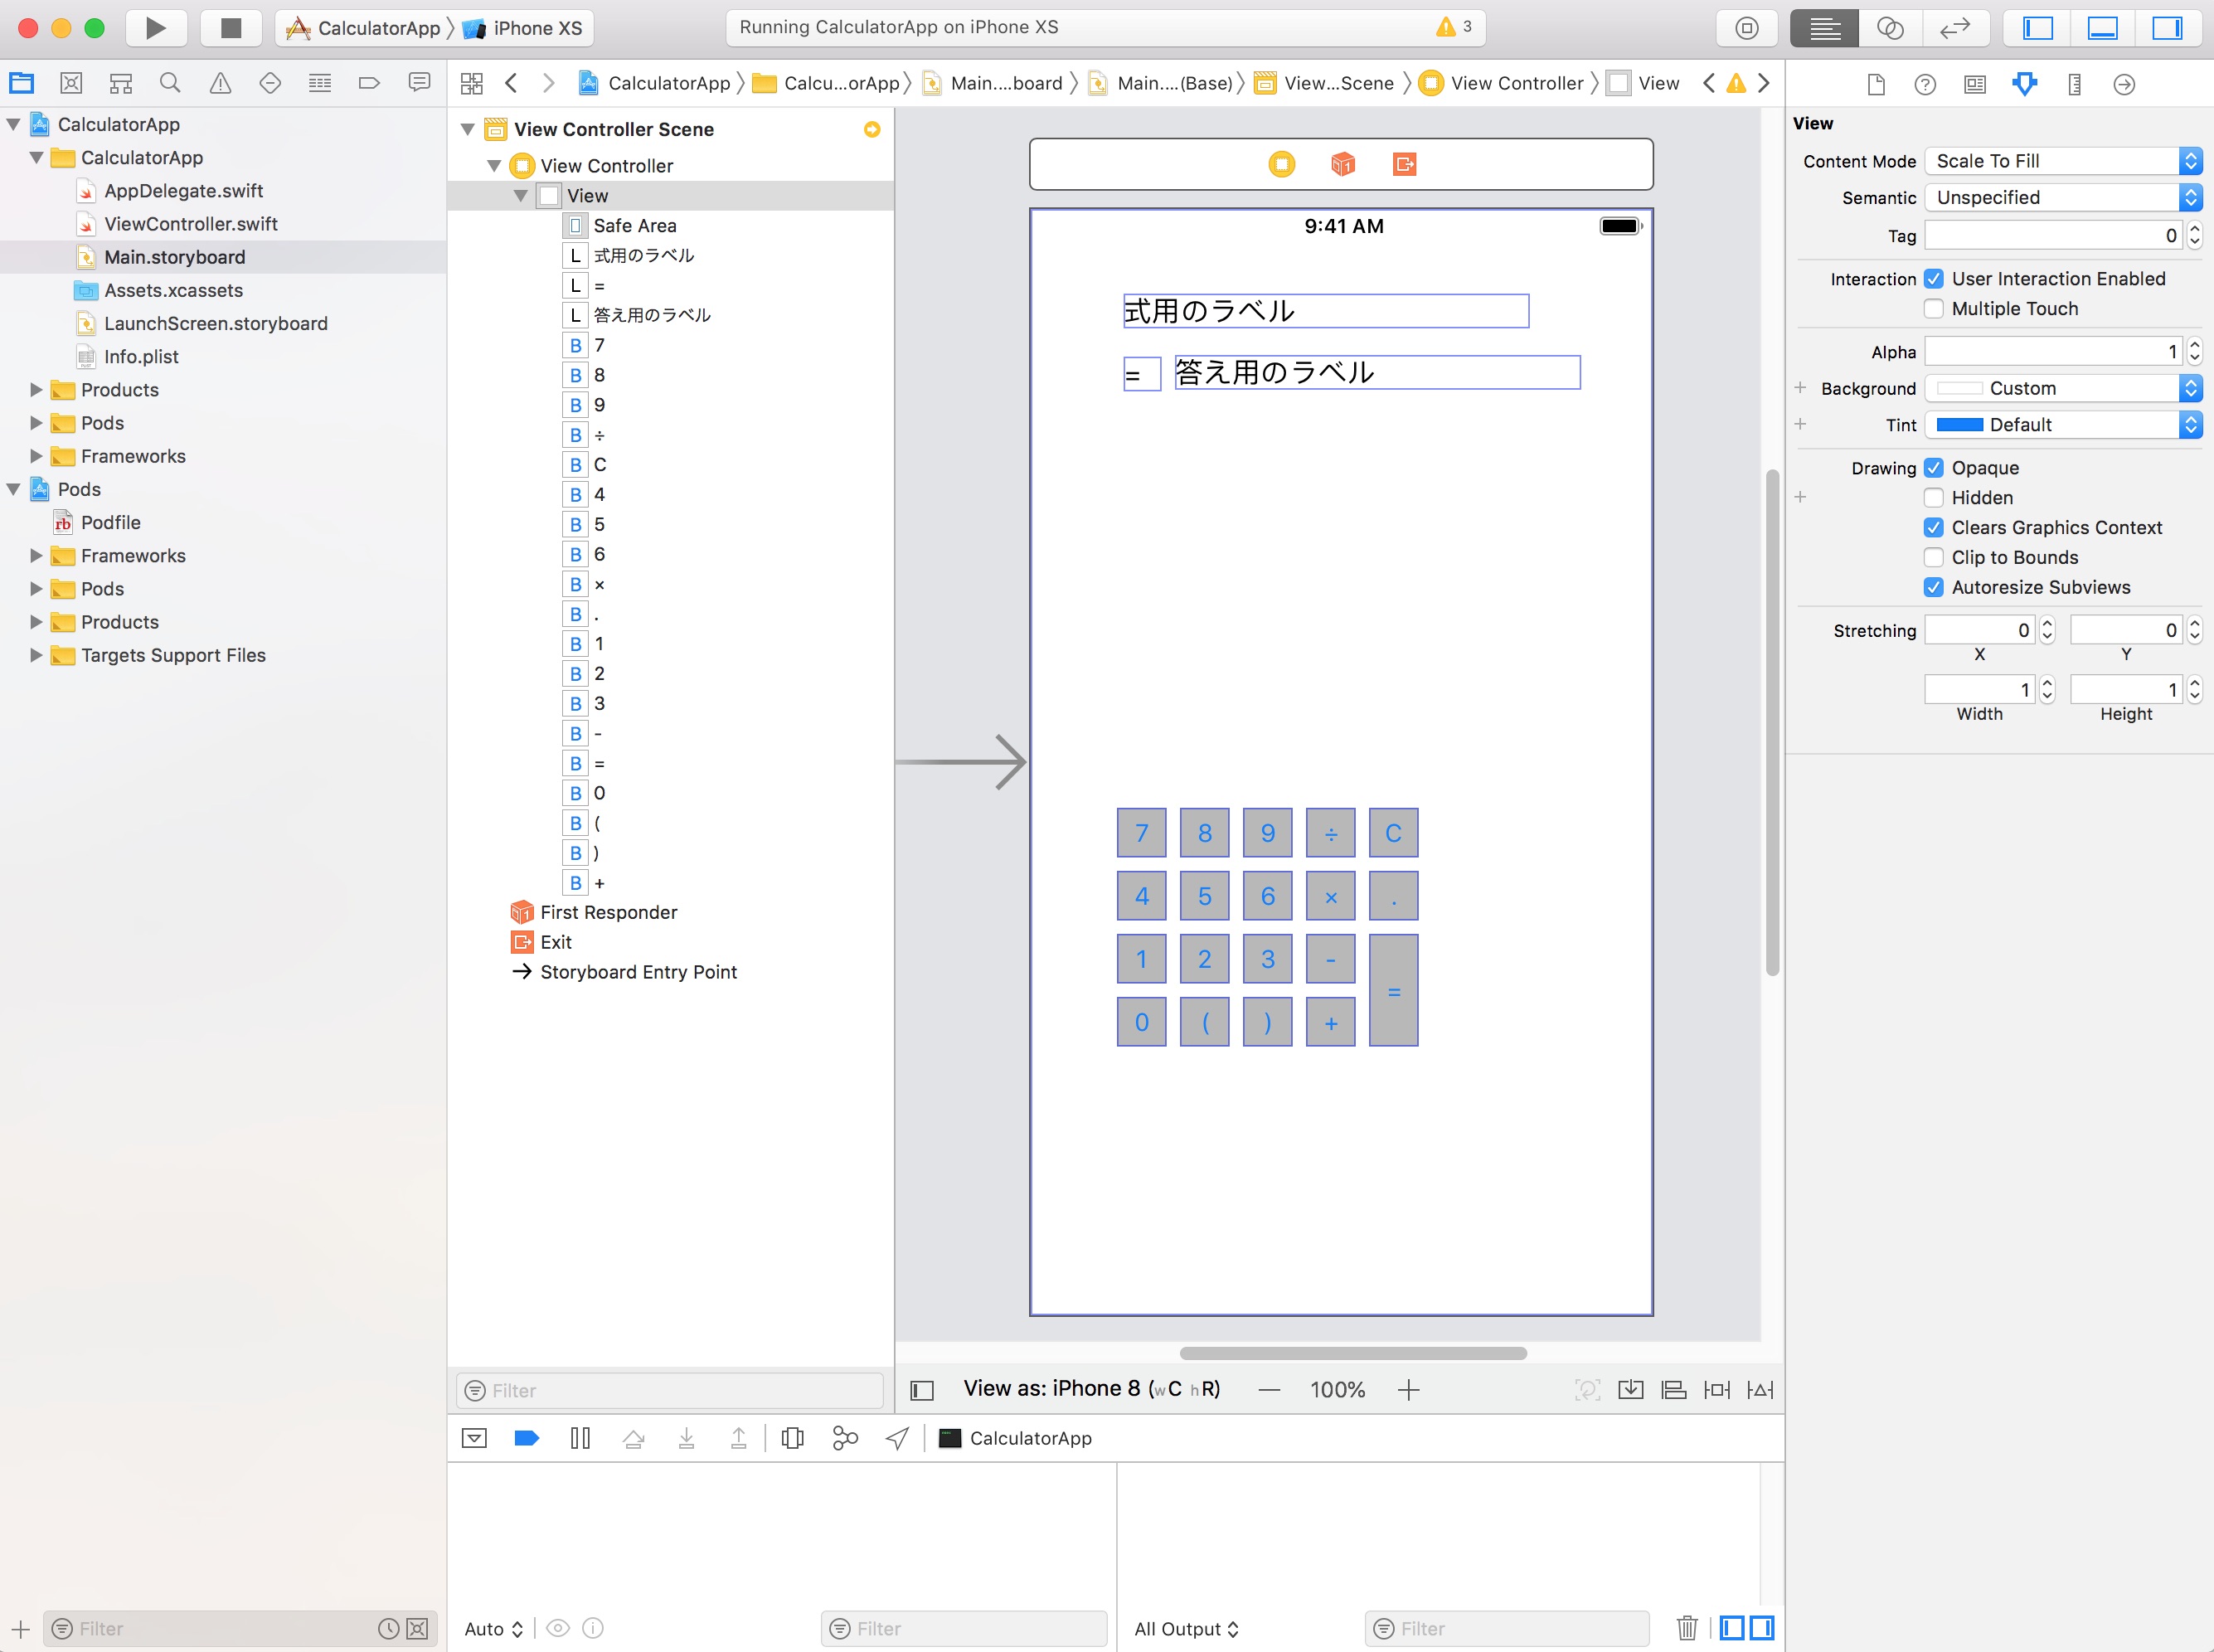 CalculatorApp
iPhone XS
Running CalculatorApp on iPhone XS
3
CalculatorApp
Calcu...orApp
Main....board
Main....(Base)
View...Scene
View Controller
View
CalculatorApp
CalculatorApp
AppDelegate.swift
ViewController.swift
Main.storyboard
Assets.xcassets
LaunchScreen.storyboard
Info.plist
Products
Pods
Frameworks
Pods
Podfile
Frameworks
Pods
Products
Targets Support Files
Filter
View Controller Scene
View Controller
View
Safe Area
L 式用のラベル
L =
L 答え用のラベル
B 7
B 8
B 9
B ÷
B C
B 4
B 5
B 6
B ×
B .
B 1
B 2
B 3
B -
B =
B 0
B (
B )
B +
First Responder
Exit
Storyboard Entry Point
Filter
9:41 AM
式用のラベル
= 答え用のラベル
7 8 9 ÷ C
4 5 6 × .
1 2 3 -
=
0 ( ) +
View as: iPhone 8 (wC hR)
100%
CalculatorApp
Auto
Filter
All Output
Filter
View
Content Mode Scale To Fill
Semantic Unspecified
Tag 0
Interaction User Interaction Enabled
Multiple Touch
Alpha 1
Background Custom
Tint Default
Drawing Opaque
Hidden
Clears Graphics Context
Clip to Bounds
Autoresize Subviews
Stretching 0 0
X Y
1 1
Width Height